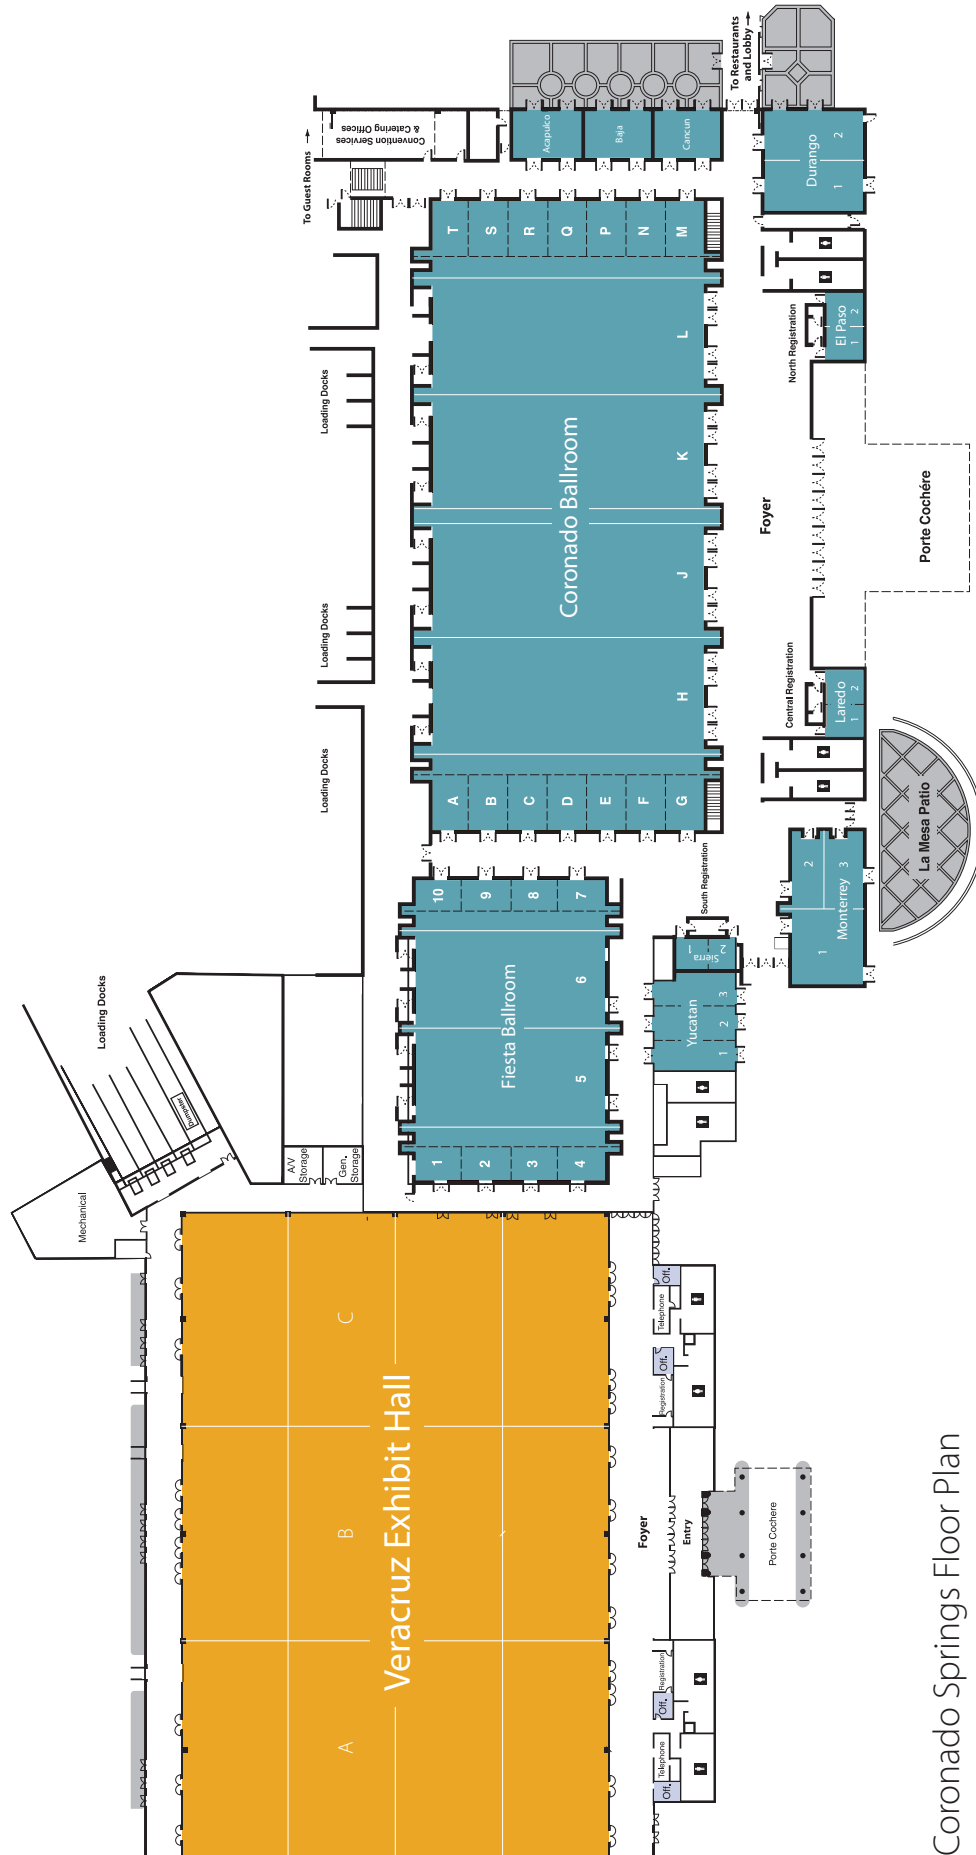 To Restaurants
and Lobby
To Guest Rooms
Convention Services
& Catering Offices
Acapulco
Baja
Cancun
Durango
1
2
T
S
R
Q
P
N
M
El Paso
1
2
North Registration
Loading Docks
L
K
Coronado Ballroom
J
H
Foyer
Porte Cochére
Loading Docks
Central Registration
Laredo
1
2
Loading Docks
A
B
C
D
E
F
G
La Mesa Patio
Monterrey
1
2
3
South Registration
10
9
8
7
Fiesta Ballroom
6
5
1
2
3
4
Sierra
1
2
Yucatan
1
2
3
Loading Docks
Dumpster
Mechanical
A/V
Storage
Gen.
Storage
Veracruz Exhibit Hall
C
B
A
Off.
Telephone
Off.
Registration
Foyer
Entry
Porte Cochere
Registration
Off.
Telephone
Off.
Coronado Springs Floor Plan